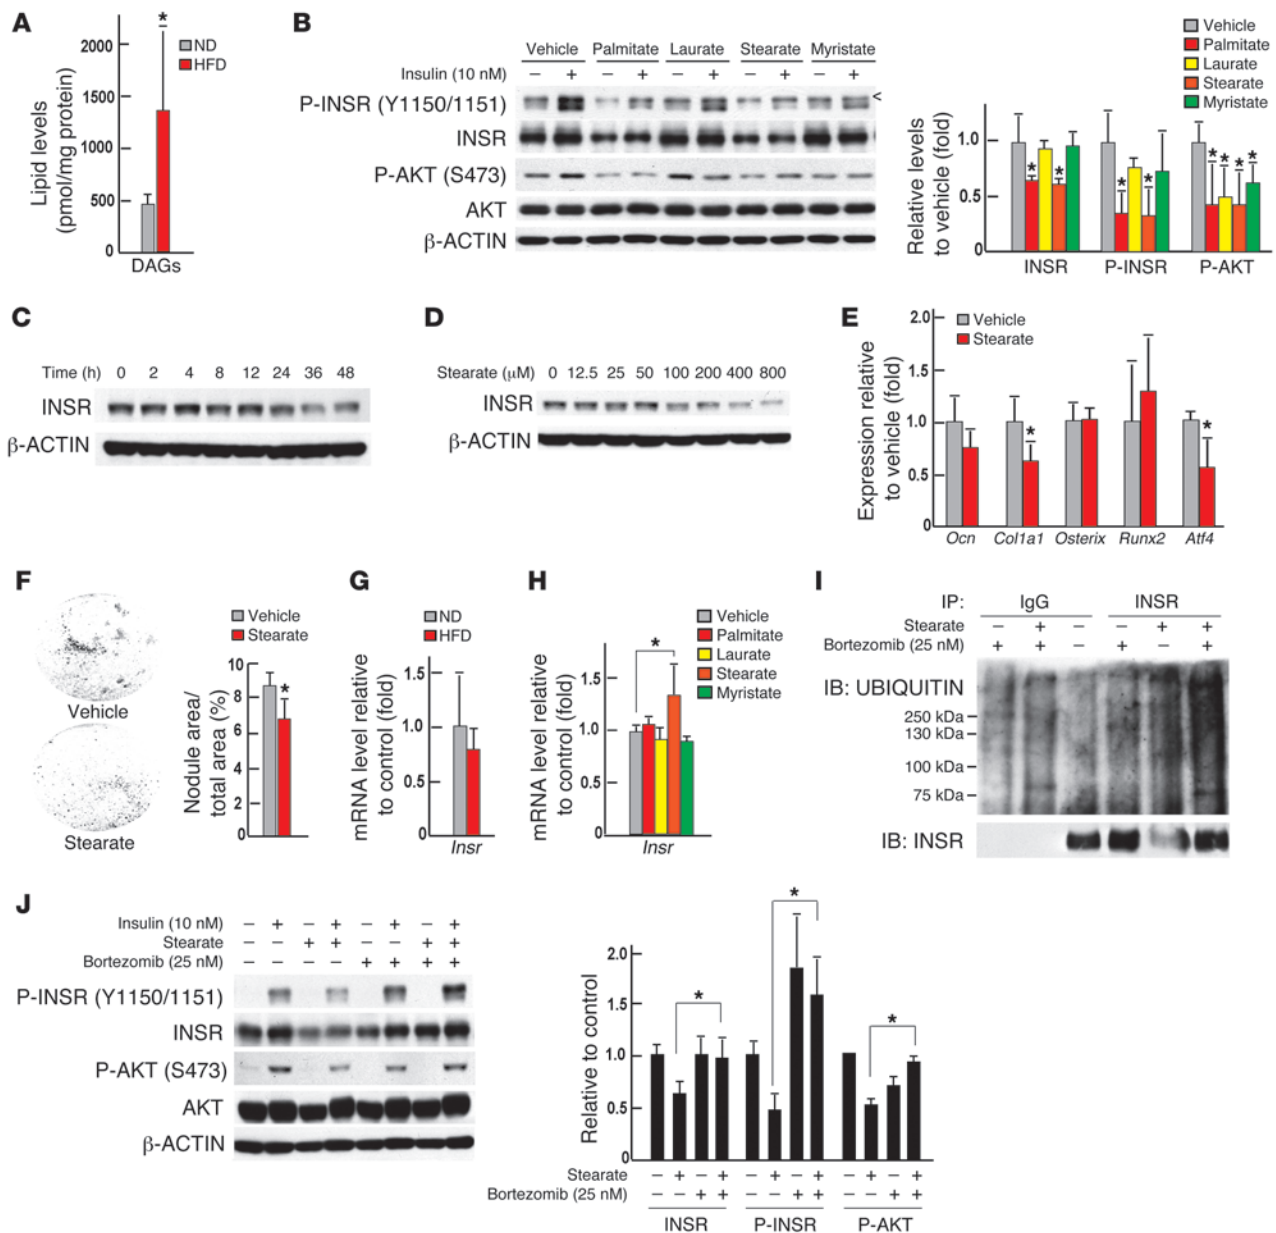 A
Lipid levels
(pmol/mg protein)
2000
1500
1000
500
0
*
ND
HFD
DAGs
B
Vehicle Palmitate Laurate Stearate Myristate
Insulin (10 nM) – + – + – + – + – +
P-INSR (Y1150/1151) <
INSR
P-AKT (S473)
AKT
β-ACTIN
Vehicle
Palmitate
Laurate
Stearate
Myristate
Relative levels
to vehicle (fold)
1.0
0.5
0
* * * * * * * *
INSR P-INSR P-AKT
C
Time (h) 0 2 4 8 12 24 36 48
INSR
β-ACTIN
D
Stearate (μM) 0 12.5 25 50 100 200 400 800
INSR
β-ACTIN
E
Expression relative
to vehicle (fold)
2.0
1.5
1.0
0.5
0
Vehicle
Stearate
* *
Ocn Col1a1 Osterix Runx2 Atf4
F
Vehicle
Stearate
Vehicle
Stearate
Nodule area/
total area (%)
10
8
6
4
2
0
*
G
ND
HFD
mRNA level relative
to control (fold)
1.5
1.0
0.5
0
Insr
H
Vehicle
Palmitate
Laurate
Stearate
Myristate
mRNA level relative
to control (fold)
1.5
1.0
0.5
0
*
Insr
I
IP: IgG INSR
Stearate – + – – + +
Bortezomib (25 nM) + + – + – +
IB: UBIQUITIN
250 kDa
130 kDa
100 kDa
75 kDa
IB: INSR
J
Insulin (10 nM) – + – + – + – +
Stearate – – + + – – + +
Bortezomib (25 nM) – – – – + + + +
P-INSR (Y1150/1151)
INSR
P-AKT (S473)
AKT
β-ACTIN
Relative to control
2.0
1.5
1.0
0.5
0
* * *
Stearate – + – + – + – + – + – +
Bortezomib (25 nM) – – + + – – + + – – + +
INSR P-INSR P-AKT